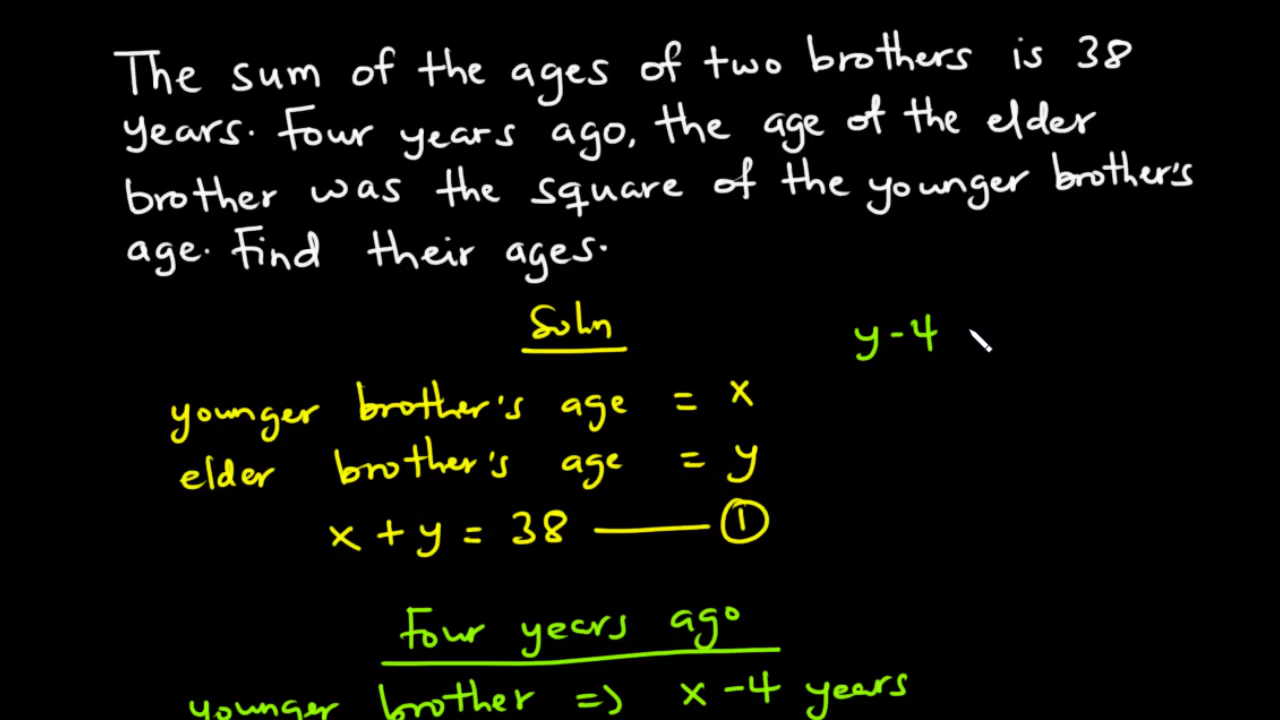 The sum of the ages of two brothers is 38
years. Four years ago, the age of the elder
brother was the square of the younger brother's
age. Find their ages.
Soln
y-4
younger brother's age = x
elder brother's age = y
x + y = 38 —— ①
Four years ago
younger brother => x -4 years